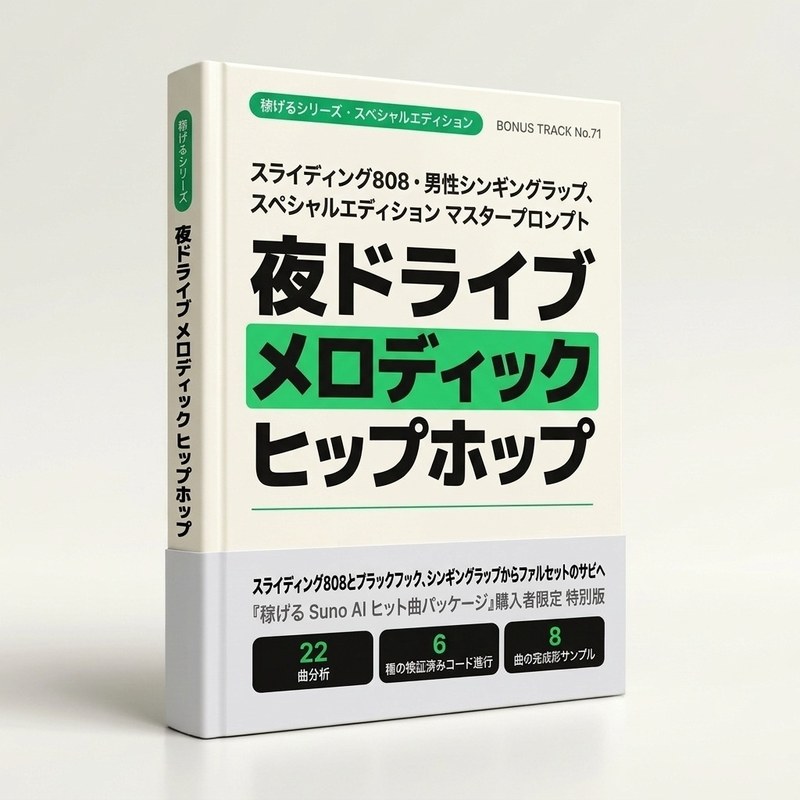 稼げるシリーズ
夜ドライブ メロディック ヒップホップ
稼げるシリーズ・スペシャルエディション
BONUS TRACK No.71
スライディング808・男性シンギングラップ、
スペシャルエディション マスタープロンプト
夜ドライブ
メロディック
ヒップホップ
スライディング808とプラックフック、シンギングラップからファルセットのサビへ
『稼げる Suno AI ヒット曲パッケージ』購入者限定 特別版
22
曲分析
6
種の検証済みコード進行
8
曲の完成形サンプル